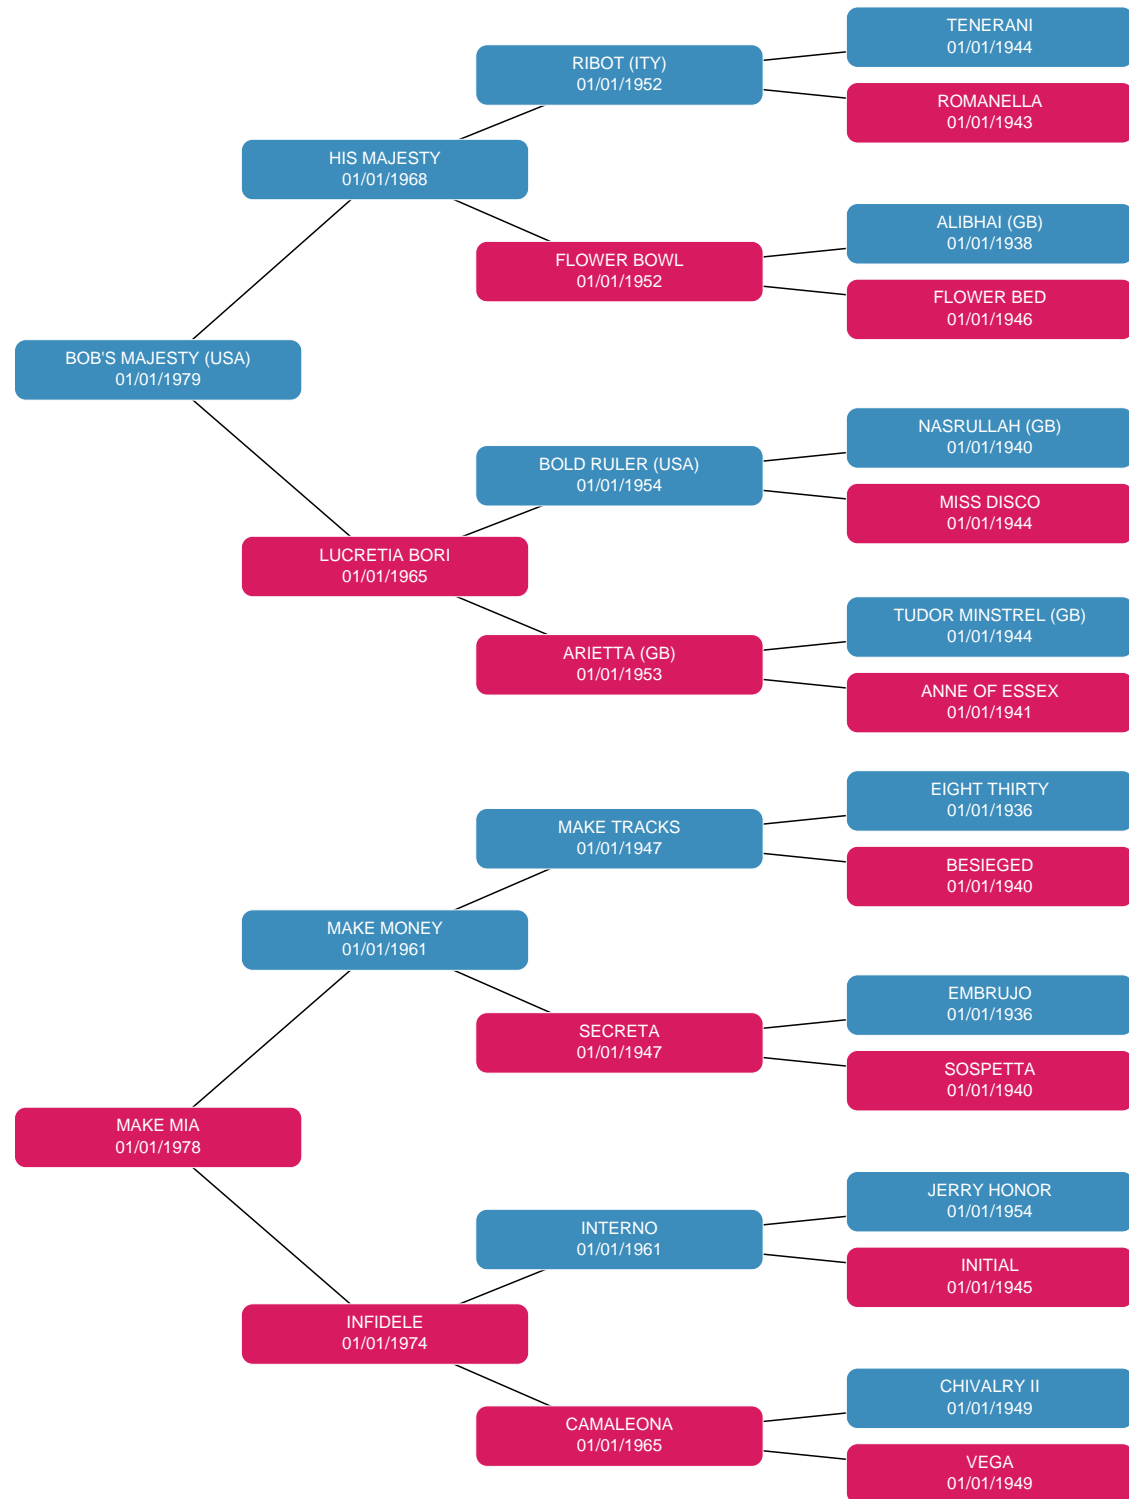 TENERANI
01/01/1944
RIBOT (ITY)
01/01/1952
ROMANELLA
01/01/1943
HIS MAJESTY
01/01/1968
ALIBHAI (GB)
01/01/1938
FLOWER BOWL
01/01/1952
FLOWER BED
01/01/1946
BOB'S MAJESTY (USA)
01/01/1979
NASRULLAH (GB)
01/01/1940
BOLD RULER (USA)
01/01/1954
MISS DISCO
01/01/1944
LUCRETIA BORI
01/01/1965
TUDOR MINSTREL (GB)
01/01/1944
ARIETTA (GB)
01/01/1953
ANNE OF ESSEX
01/01/1941
EIGHT THIRTY
01/01/1936
MAKE TRACKS
01/01/1947
BESIEGED
01/01/1940
MAKE MONEY
01/01/1961
EMBRUJO
01/01/1936
SECRETA
01/01/1947
SOSPETTA
01/01/1940
MAKE MIA
01/01/1978
JERRY HONOR
01/01/1954
INTERNO
01/01/1961
INITIAL
01/01/1945
INFIDELE
01/01/1974
CHIVALRY II
01/01/1949
CAMALEONA
01/01/1965
VEGA
01/01/1949